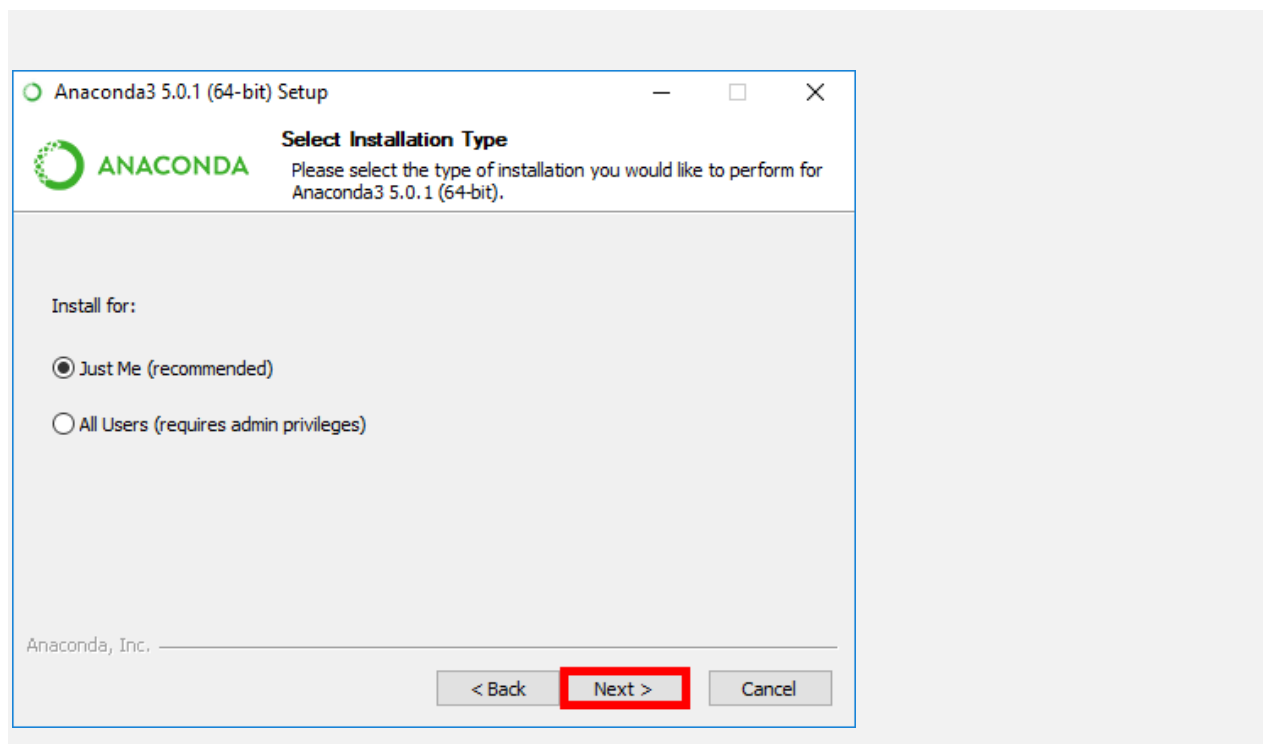 Anaconda3 5.0.1 (64-bit) Setup
ANACONDA
Select Installation Type
Please select the type of installation you would like to perform for
Anaconda3 5.0.1 (64-bit).
Install for:
Just Me (recommended)
All Users (requires admin privileges)
Anaconda, Inc.
< Back Next > Cancel